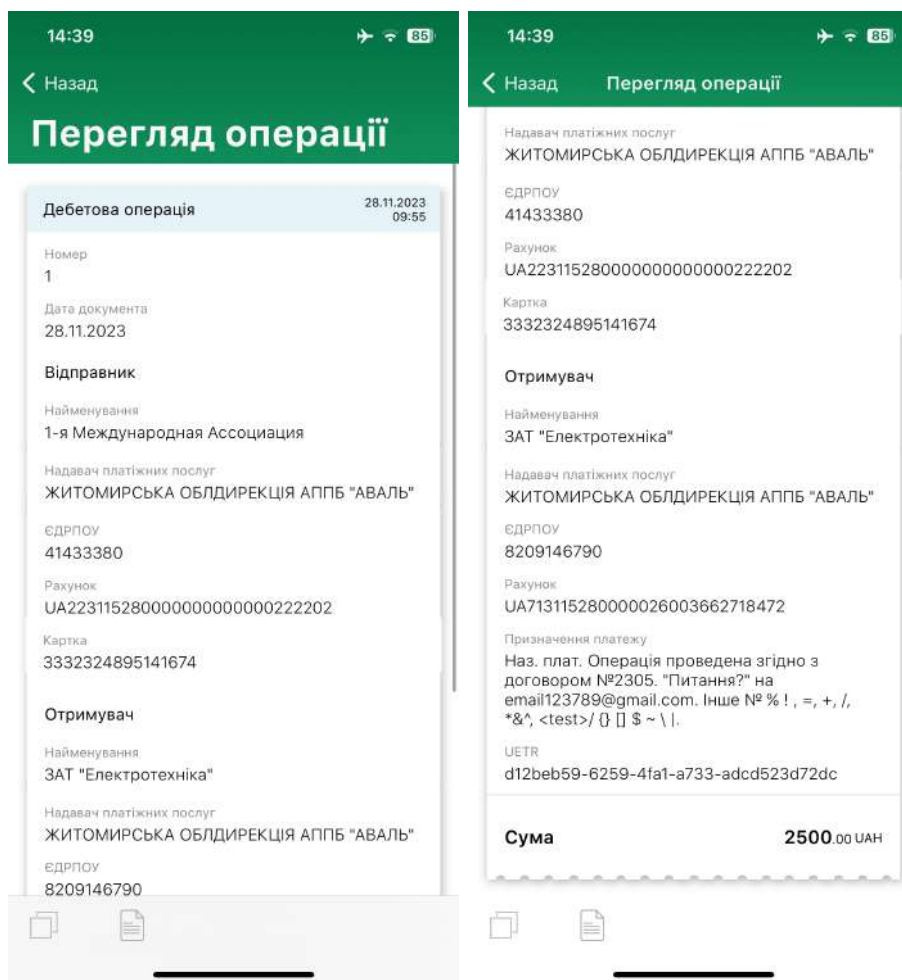 14:39
85
Назад
Перегляд операції
Дебетова операція
28.11.2023
09:55
Номер
1
Дата документа
28.11.2023
Відправник
Найменування
1-я Международная Ассоциация
Надавач платіжних послуг
ЖИТОМИРСЬКА ОБЛДИРЕКЦІЯ АППБ "АВАЛЬ"
ЄДРПОУ
41433380
Рахунок
UA223115280000000000000222202
Картка
3332324895141674
Отримувач
Найменування
ЗАТ "Електротехніка"
Надавач платіжних послуг
ЖИТОМИРСЬКА ОБЛДИРЕКЦІЯ АППБ "АВАЛЬ"
ЄДРПОУ
8209146790
14:39
85
Назад
Перегляд операції
Надавач платіжних послуг
ЖИТОМИРСЬКА ОБЛДИРЕКЦІЯ АППБ "АВАЛЬ"
ЄДРПОУ
41433380
Рахунок
UA223115280000000000000222202
Картка
3332324895141674
Отримувач
Найменування
ЗАТ "Електротехніка"
Надавач платіжних послуг
ЖИТОМИРСЬКА ОБЛДИРЕКЦІЯ АППБ "АВАЛЬ"
ЄДРПОУ
8209146790
Рахунок
UA713115280000026003662718472
Призначення платежу
Наз. плат. Операція проведена згідно з
договором №2305. "Питання?" на
email123789@gmail.com. Інше № % ! , =, +, /,
*&^, <test>/ {} [] $ ~ \ |.
UETR
d12beb59-6259-4fa1-a733-adcd523d72dc
Сума
2500.00 UAH